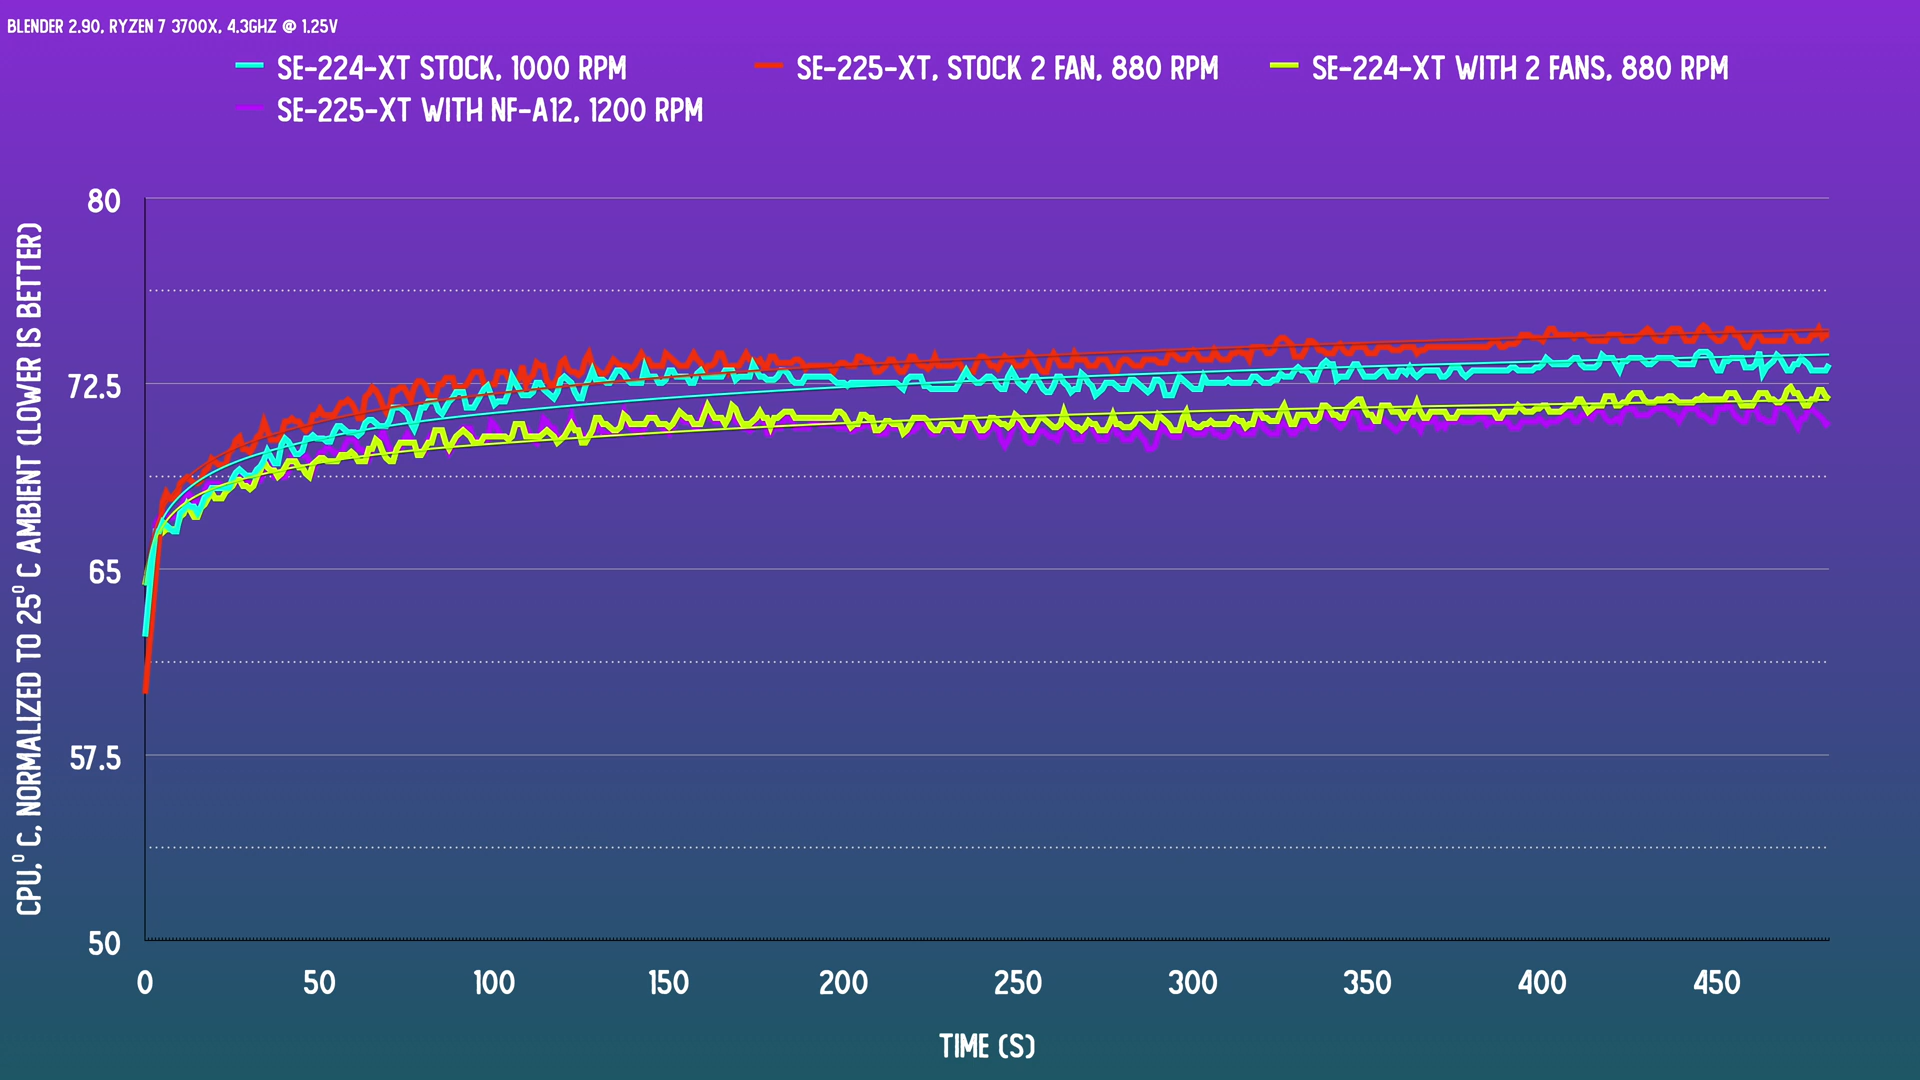 BLENDER 2.90, RYZEN 7 3700X, 4.3GHZ @ 1.25V
SE-224-XT STOCK, 1000 RPM
SE-225-XT, STOCK 2 FAN, 880 RPM
SE-224-XT WITH 2 FANS, 880 RPM
SE-225-XT WITH NF-A12, 1200 RPM
CPU,° C, NORMALIZED TO 25° C AMBIENT (LOWER IS BETTER)
80
72.5
65
57.5
50
0 50 100 150 200 250 300 350 400 450
TIME (S)